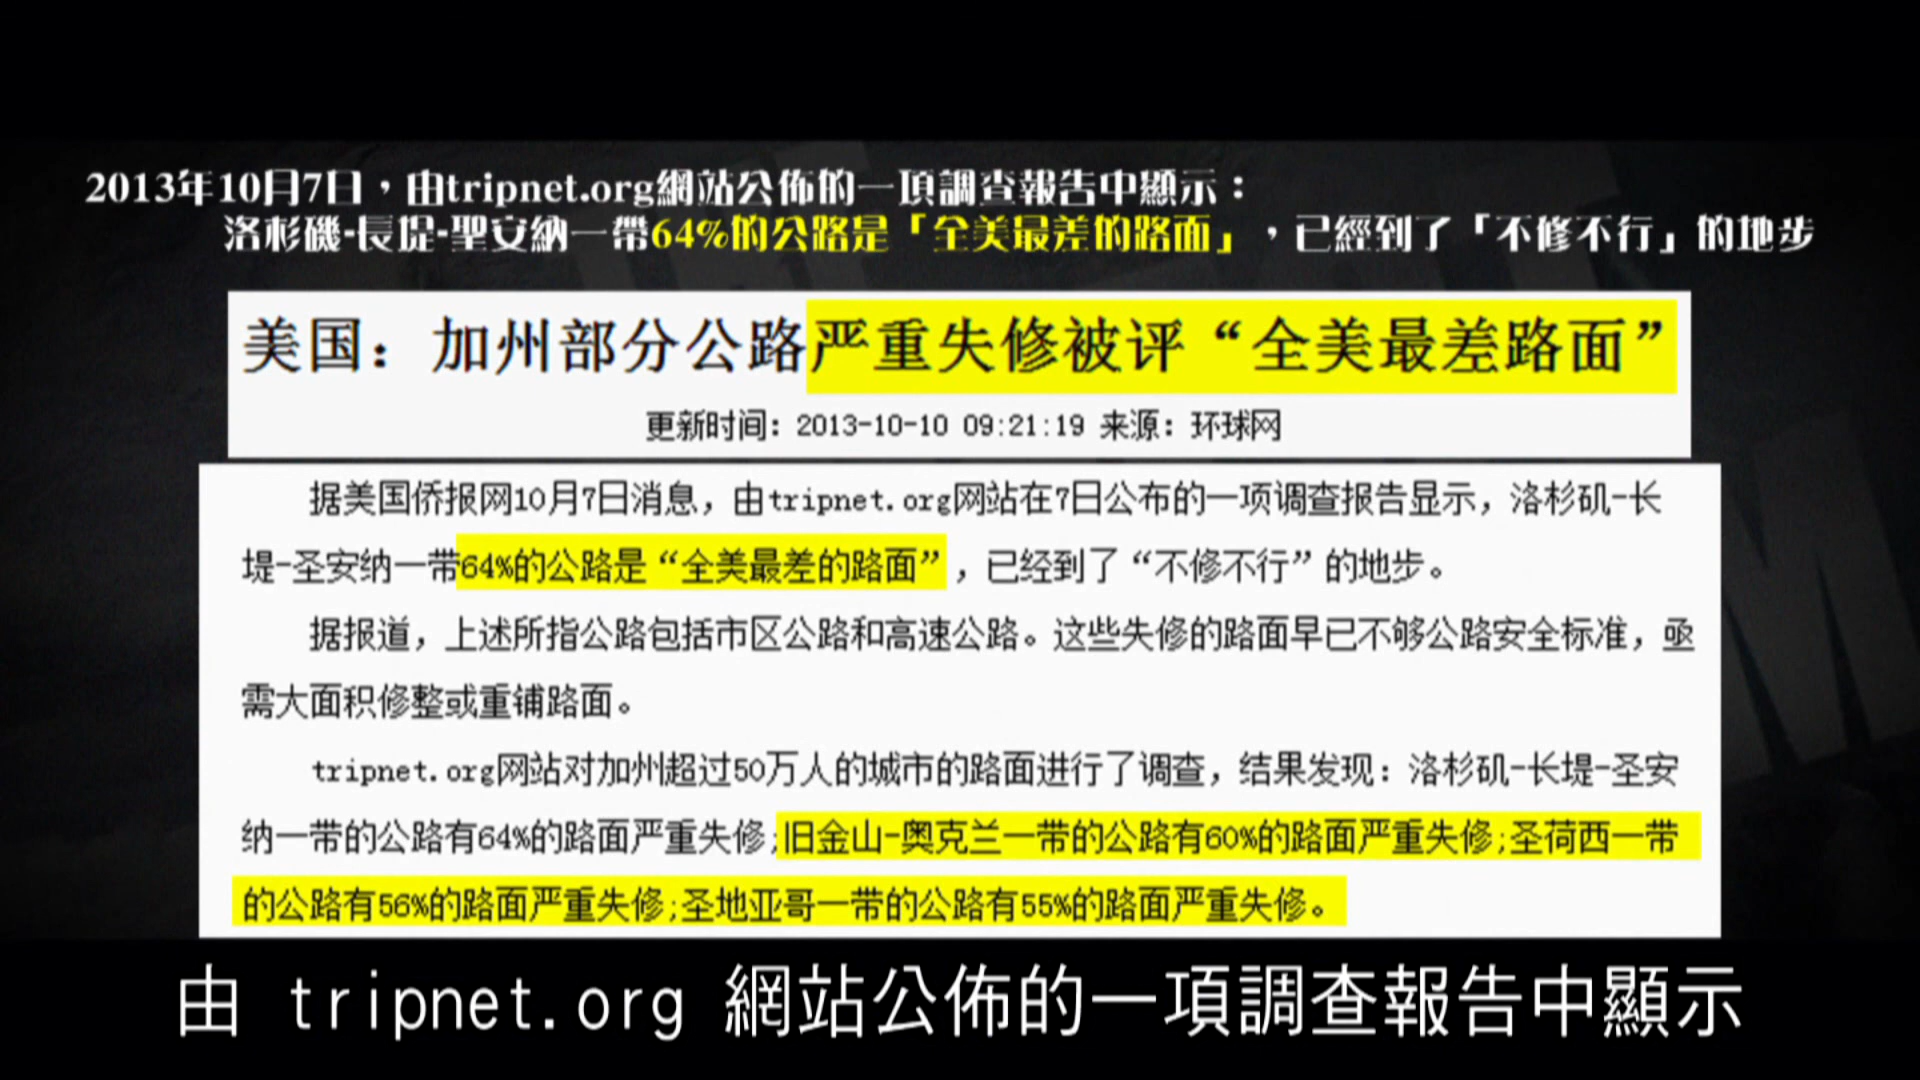 2013年10月7日，由tripnet.org網站公佈的一項調查報告中顯示：
洛杉磯-長堤-聖安納一帶64%的公路是「全美最差的路面」，已經到了「不修不行」的地步
美国：加州部分公路严重失修被评“全美最差路面”
更新时间：2013-10-10 09:21:19 来源：环球网
据美国侨报网10月7日消息，由tripnet.org网站在7日公布的一项调查报告显示，洛杉矶-长
堤-圣安纳一带64%的公路是“全美最差的路面”，已经到了“不修不行”的地步。
据报道，上述所指公路包括市区公路和高速公路。这些失修的路面早已不够公路安全标准，亟
需大面积修整或重铺路面。
tripnet.org网站对加州超过50万人的城市的路面进行了调查，结果发现：洛杉矶-长堤-圣安
纳一带的公路有64%的路面严重失修;旧金山-奥克兰一带的公路有60%的路面严重失修;圣荷西一带
的公路有56%的路面严重失修;圣地亚哥一带的公路有55%的路面严重失修。
由 tripnet.org 網站公佈的一項調查報告中顯示